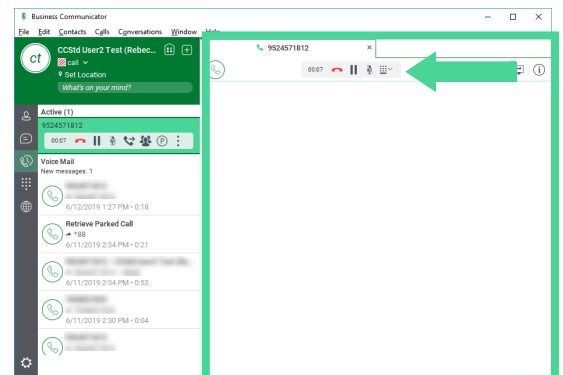 Business Communicator
File Edit Contacts Calls Conversations Window Help
ct
CCStd User2 Test (Rebec...
call
Set Location
What's on your mind?
9524571812 ×
00:07
Active (1)
9524571812
00:07
Voice Mail
New messages: 1
6/12/2019 1:27 PM • 0:18
Retrieve Parked Call
*88
6/11/2019 2:34 PM • 0:21
6/11/2019 2:34 PM • 0:53
6/11/2019 2:30 PM • 0:04